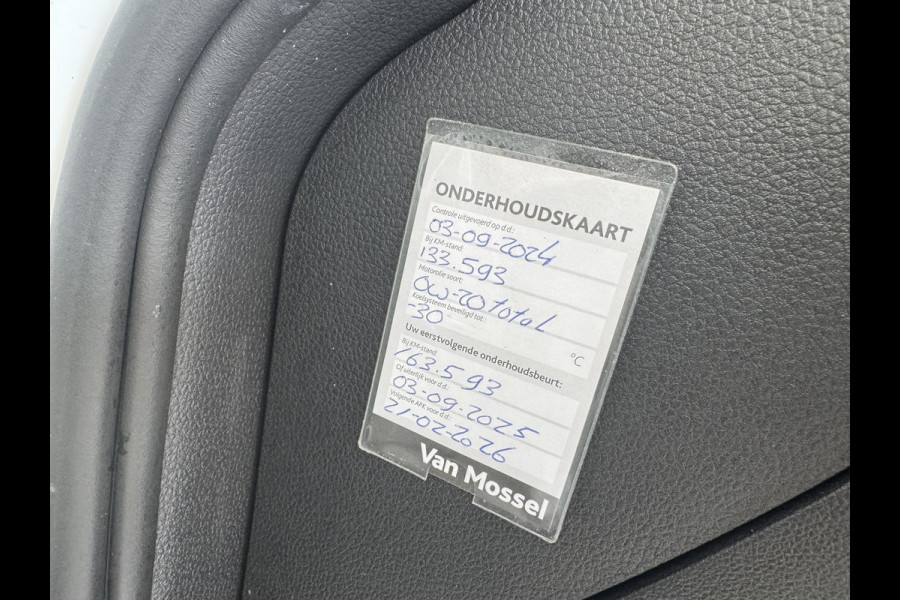 ONDERHOUDSKAART
Controle uitgevoerd op d.d.:
03-09-2024
Bij KM-stand:
133.593
Motorolie soort:
0W-20 total
Koelsysteem beveiligd tot.:
-30 °C
Uw eerstvolgende onderhoudsbeurt:
Bij KM-stand:
163.593
Of uiterlijk vóór d.d.:
03-09-2025
Volgende APK vóór d.d.:
21-02-2026
Van Mossel